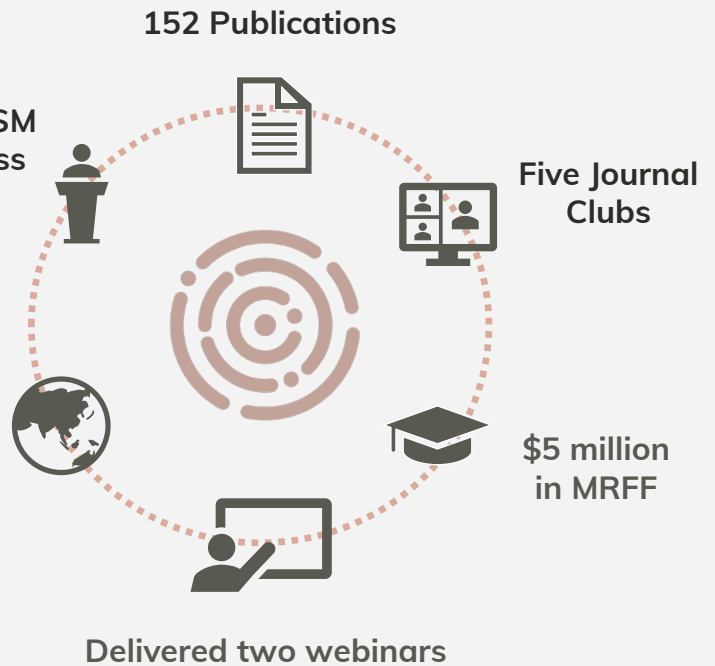 152 Publications
SM
ss
Five Journal
Clubs
$5 million
in MRFF
Delivered two webinars